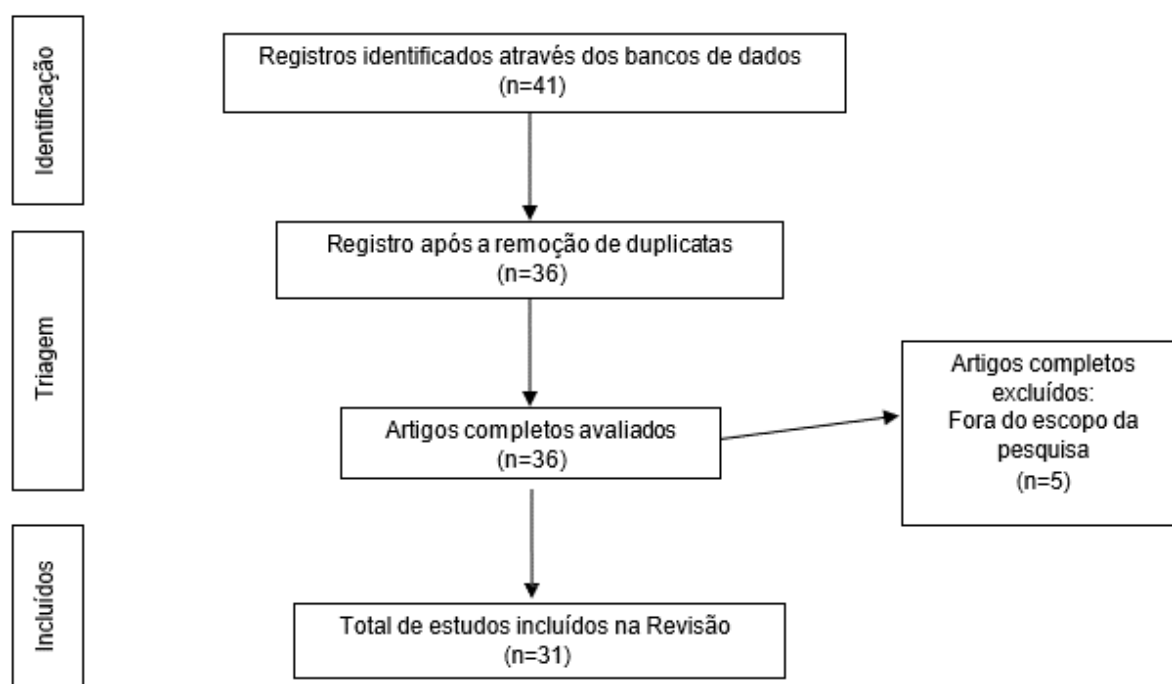 Identificação
Registros identificados através dos bancos de dados
(n=41)
Triagem
Registro após a remoção de duplicatas
(n=36)
Artigos completos avaliados
(n=36)
Artigos completos
excluídos:
Fora do escopo da
pesquisa
(n=5)
Incluídos
Total de estudos incluídos na Revisão
(n=31)